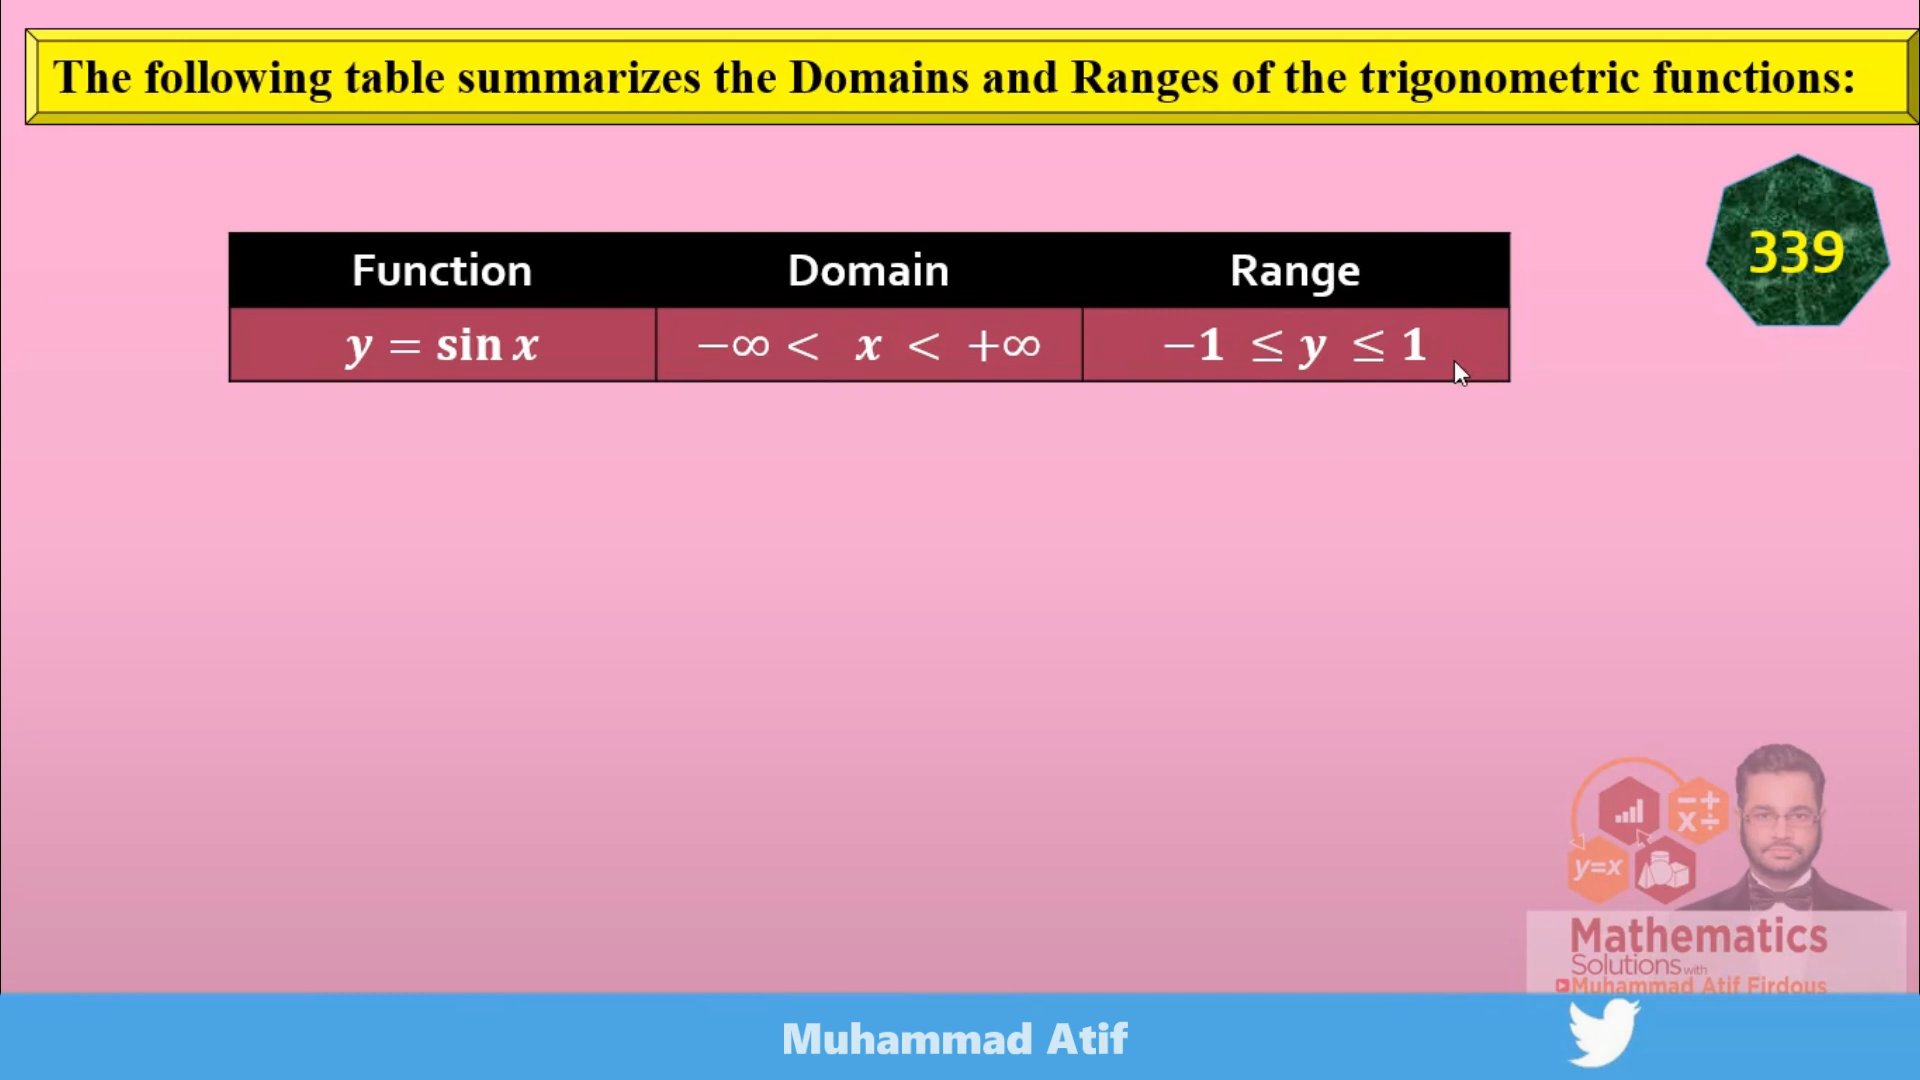 The following table summarizes the Domains and Ranges of the trigonometric functions:
339
Function Domain Range
y = sin x −∞ < x < +∞ −1 ≤ y ≤ 1
−+
x÷
y=x
Mathematics
Solutions with
Muhammad Atif Firdous
Muhammad Atif